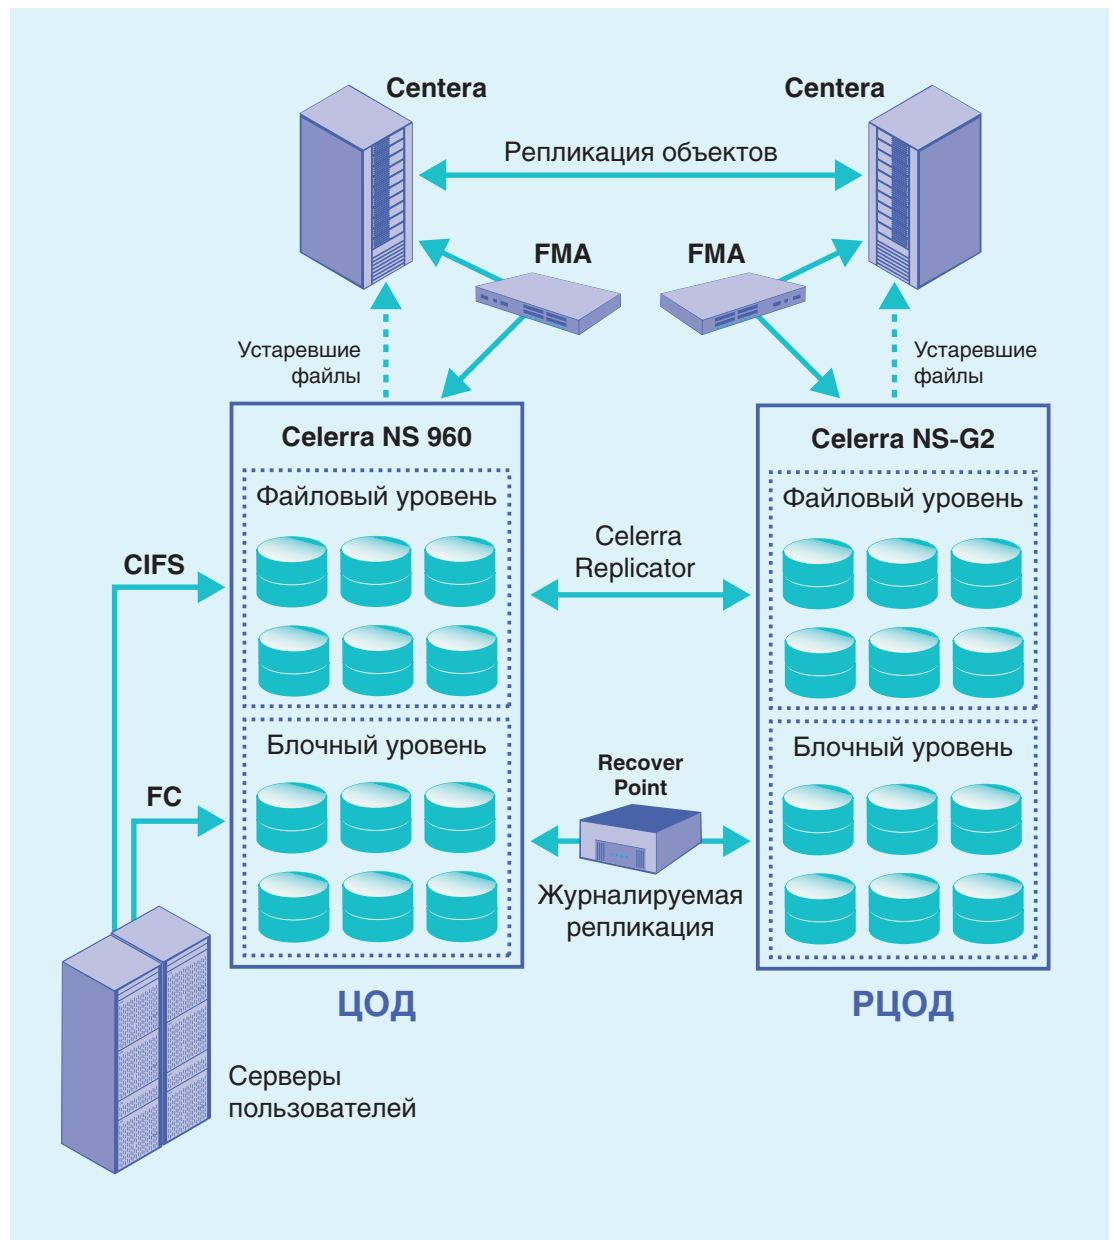 Centera
Centera
Репликация объектов
FMA
FMA
Устаревшие
файлы
Устаревшие
файлы
Celerra NS 960
Celerra NS-G2
Файловый уровень
Файловый уровень
CIFS
Celerra
Replicator
Блочный уровень
Блочный уровень
FC
Recover
Point
Журналируемая
репликация
ЦОД
РЦОД
Серверы
пользователей